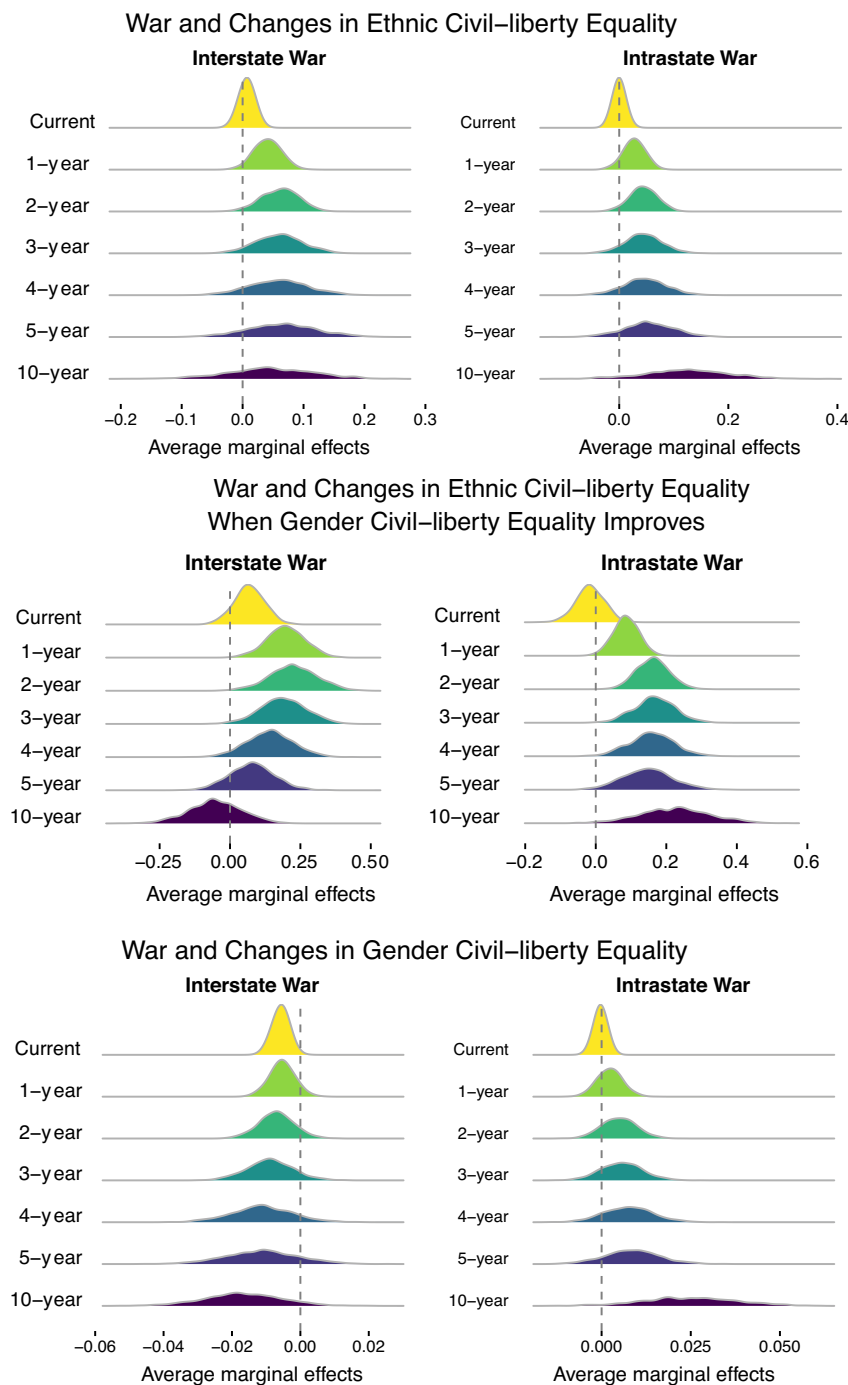 War and Changes in Ethnic Civil–liberty Equality
Interstate War
Current
1–year
2–year
3–year
4–year
5–year
10–year
−0.2 −0.1 0.0 0.1 0.2 0.3
Average marginal effects
Intrastate War
Current
1–year
2–year
3–year
4–year
5–year
10–year
0.0 0.2 0.4
Average marginal effects
War and Changes in Ethnic Civil–liberty Equality
When Gender Civil–liberty Equality Improves
Interstate War
Current
1–year
2–year
3–year
4–year
5–year
10–year
−0.25 0.00 0.25 0.50
Average marginal effects
Intrastate War
Current
1–year
2–year
3–year
4–year
5–year
10–year
−0.2 0.0 0.2 0.4 0.6
Average marginal effects
War and Changes in Gender Civil–liberty Equality
Interstate War
Current
1–year
2–year
3–year
4–year
5–year
10–year
−0.06 −0.04 −0.02 0.00 0.02
Average marginal effects
Intrastate War
Current
1–year
2–year
3–year
4–year
5–year
10–year
0.000 0.025 0.050
Average marginal effects